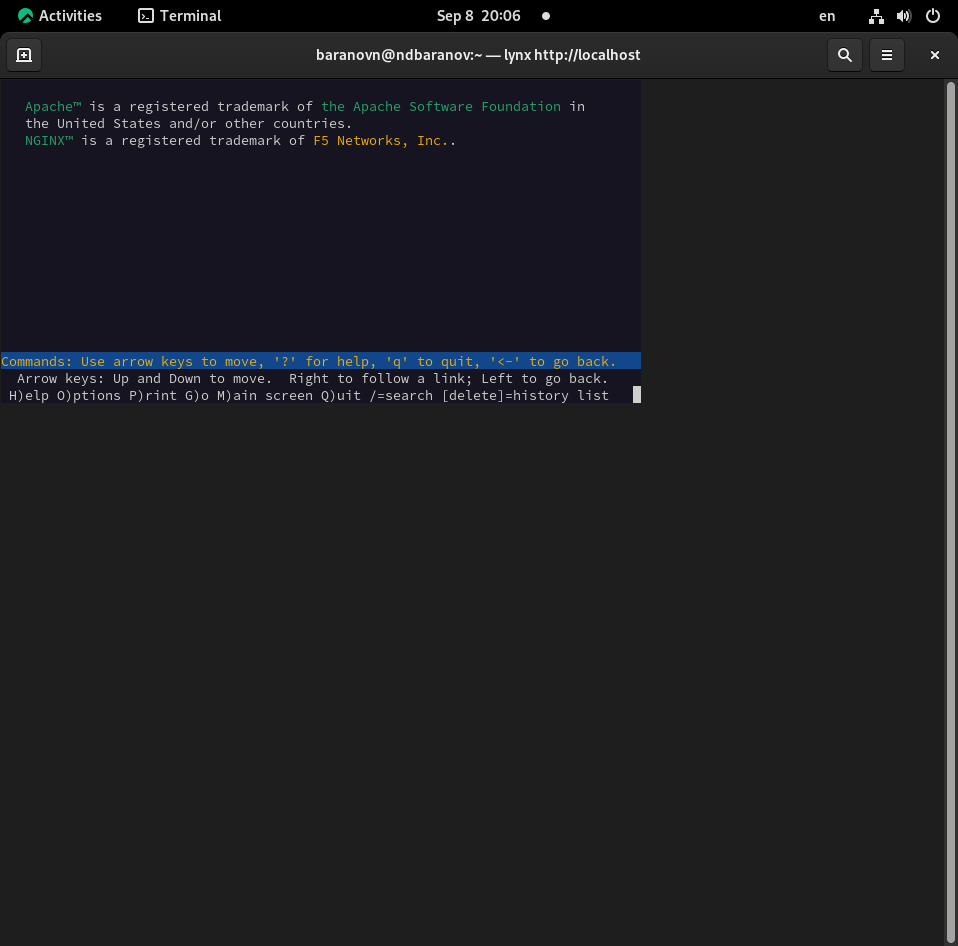 Activities Terminal Sep 8 20:06 en
baranovn@ndbaranov:~ — lynx http://localhost
Apache™ is a registered trademark of the Apache Software Foundation in
the United States and/or other countries.
NGINX™ is a registered trademark of F5 Networks, Inc..
Commands: Use arrow keys to move, '?' for help, 'q' to quit, '<-' to go back.
Arrow keys: Up and Down to move. Right to follow a link; Left to go back.
H)elp O)ptions P)rint G)o M)ain screen Q)uit /=search [delete]=history list